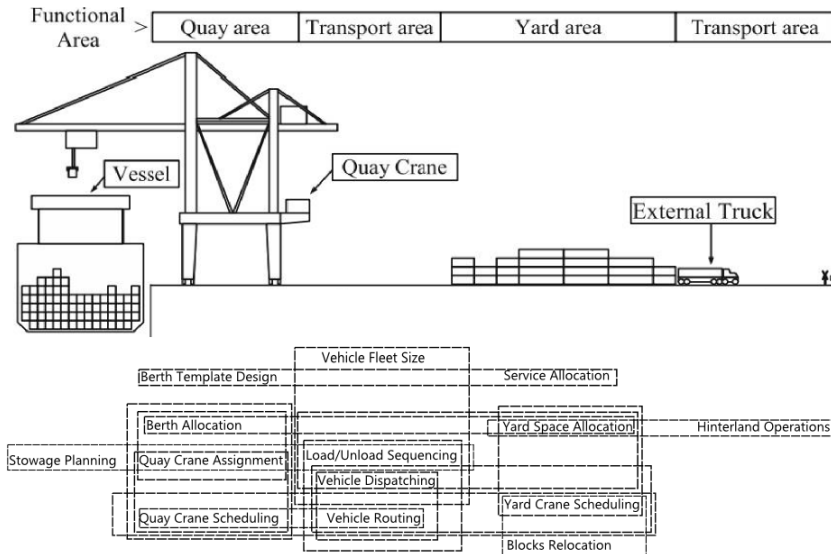 Functional Area > Quay area Transport area Yard area Transport area
Vessel
Quay Crane
External Truck
Vehicle Fleet Size
Berth Template Design Service Allocation
Berth Allocation Yard Space Allocation Hinterland Operations
Stowage Planning Quay Crane Assignment Load/Unload Sequencing
Vehicle Dispatching
Quay Crane Scheduling Vehicle Routing Yard Crane Scheduling
Blocks Relocation